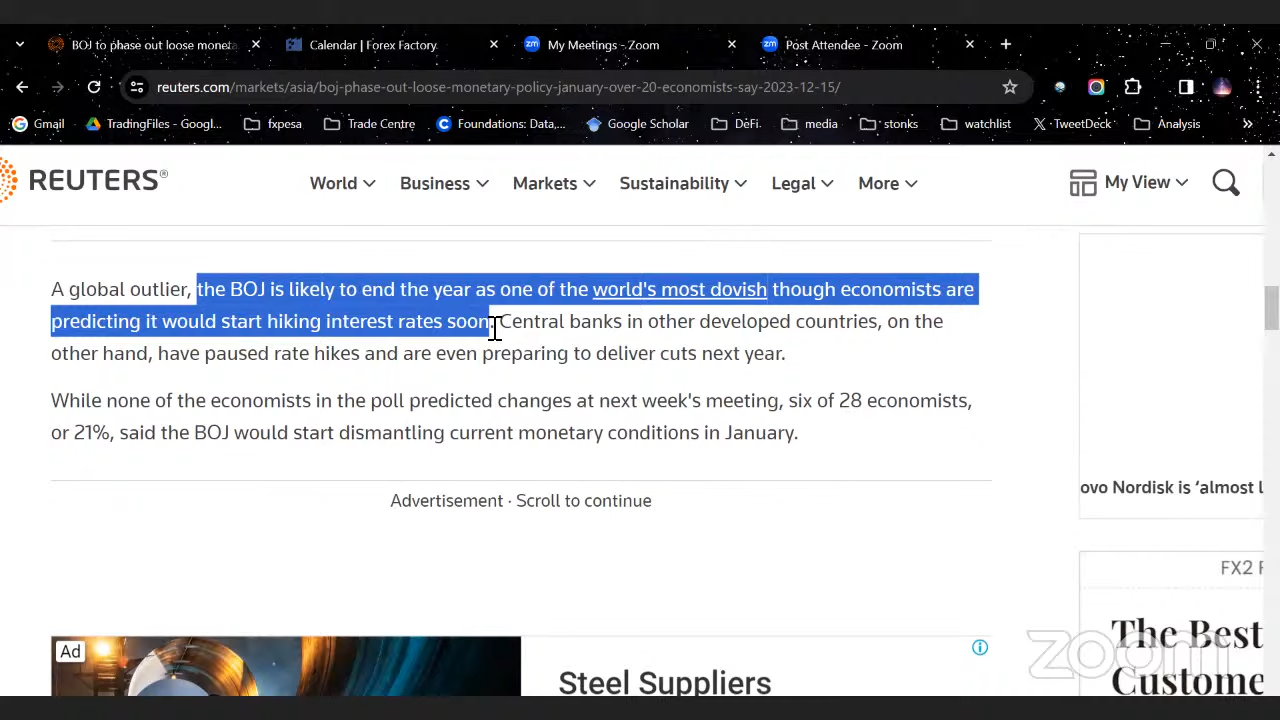 BOJ to phase out loose moneta
Calendar | Forex Factory
zm My Meetings - Zoom
zm Post Attendee - Zoom
reuters.com/markets/asia/boj-phase-out-loose-monetary-policy-january-over-20-economists-say-2023-12-15/
Gmail TradingFiles - Googl... fxpesa Trade Centre Foundations: Data,... Google Scholar DeFi media stonks watchlist TweetDeck Analysis
REUTERS®
World Business Markets Sustainability Legal More My View
A global outlier, the BOJ is likely to end the year as one of the world's most dovish though economists are
predicting it would start hiking interest rates soon. Central banks in other developed countries, on the
other hand, have paused rate hikes and are even preparing to deliver cuts next year.
While none of the economists in the poll predicted changes at next week's meeting, six of 28 economists,
or 21%, said the BOJ would start dismantling current monetary conditions in January.
ovo Nordisk is 'almost l
Advertisement · Scroll to continue
FX2 F
The Best
Custome
Ad
Steel Suppliers
zoom